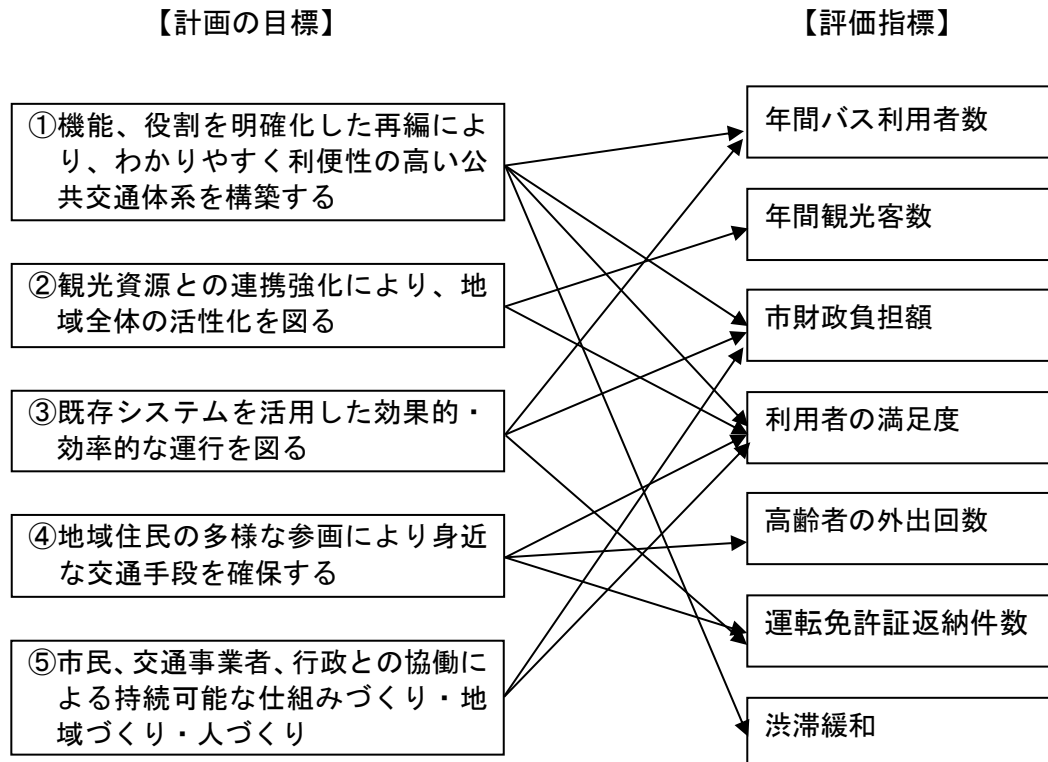 【計画の目標】
①機能、役割を明確化した再編によ
り、わかりやすく利便性の高い公
共交通体系を構築する
②観光資源との連携強化により、地
域全体の活性化を図る
③既存システムを活用した効果的・
効率的な運行を図る
④地域住民の多様な参画により身近
な交通手段を確保する
⑤市民、交通事業者、行政との協働に
よる持続可能な仕組みづくり・地
域づくり・人づくり
【評価指標】
年間バス利用者数
年間観光客数
市財政負担額
利用者の満足度
高齢者の外出回数
運転免許証返納件数
渋滞緩和